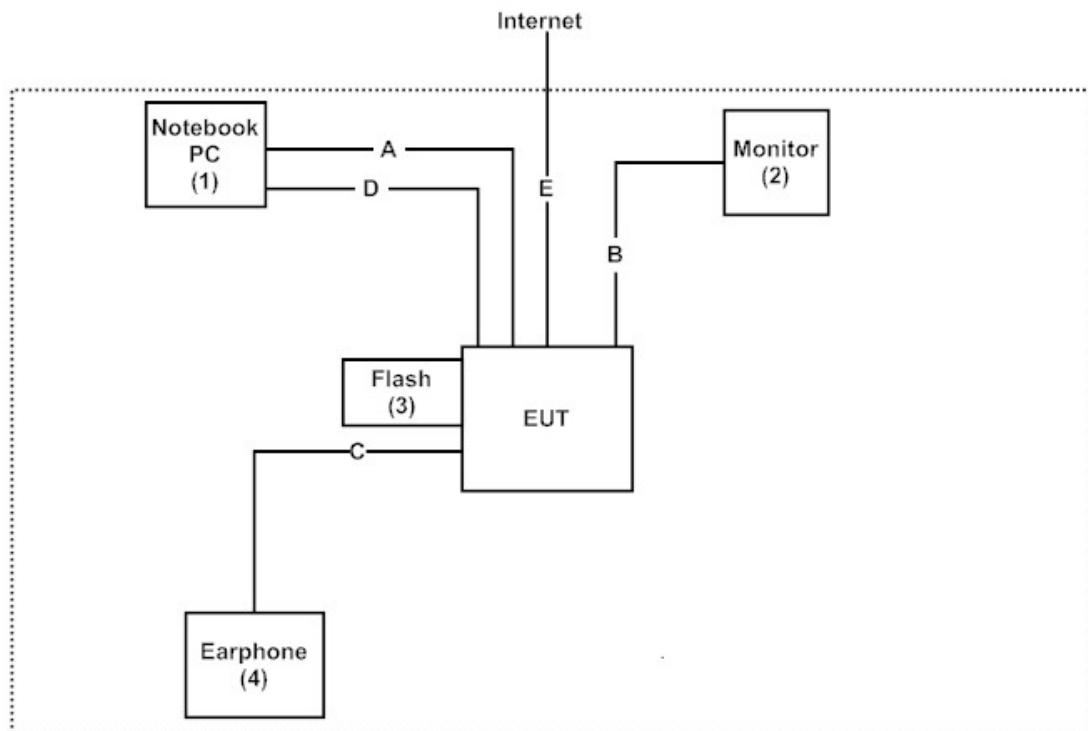 Internet
Notebook
PC
(1)
A
D
E
Monitor
(2)
B
Flash
(3)
EUT
C
Earphone
(4)